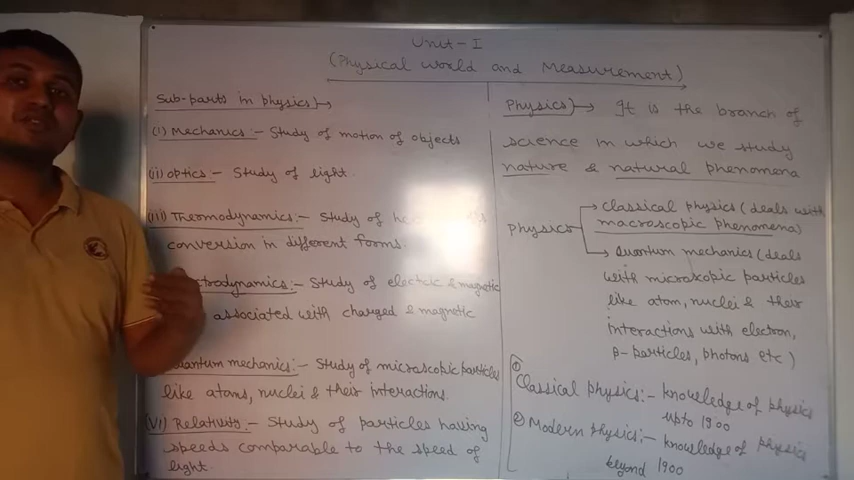 Unit-I
(Physical world and Measurement)
Sub-parts in physics)→
(i) Mechanics:- Study of motion of objects
(ii) optics:- Study of light.
(III) Thermodynamics:- Study of
conversion in different forms.
ctrodynamics:- Study of electric & magnetic
associated with charged & magnetic
Quantum mechanics:- Study of microscopic particles
like atoms, nuclei & their interactions.
(VI) Relativity:- Study of particles having
speeds comparable to the speed of
light.
Physics)→ It is the branch of
science in which we study
nature & natural phenomena
Physics → classical physics (deals with
macroscopic phenomena)
→ Quantum mechanics (deals
with microscopic particles
like atom, nuclei & their
interactions with electron,
β-particles, photons etc)
① Classical physics:- knowledge of physics
upto 1900
② Modern physics:- knowledge of physics
beyond 1900